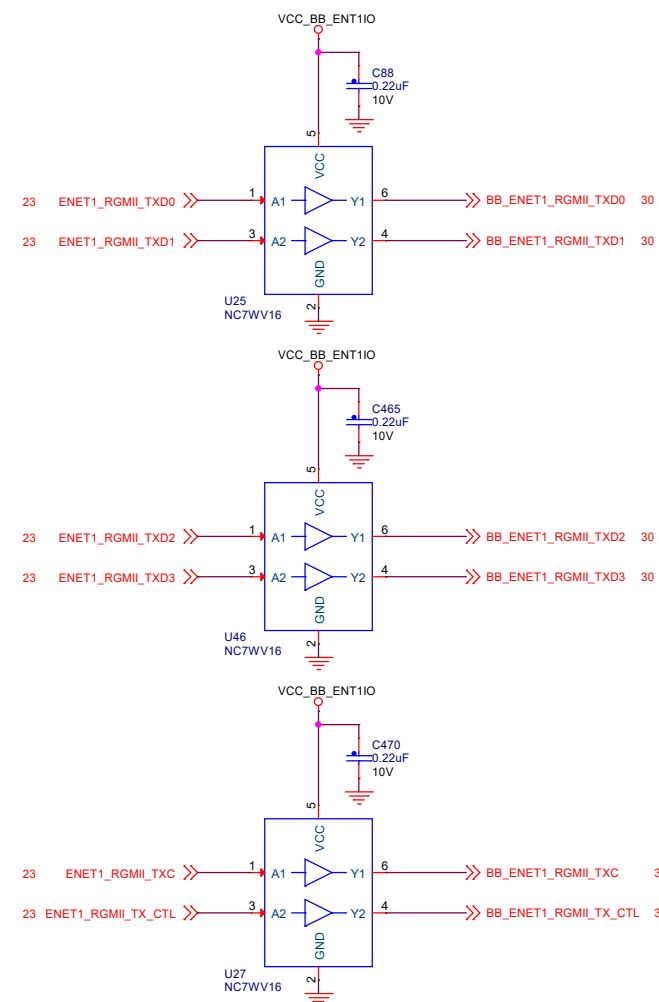 VCC_BB_ENT1IO
C88
0.22uF
10V
5
VCC
23 ENET1_RGMII_TXD0 1 A1 Y1 6 BB_ENET1_RGMII_TXD0 30
23 ENET1_RGMII_TXD1 3 A2 Y2 4 BB_ENET1_RGMII_TXD1 30
GND
U25 2
NC7WV16
VCC_BB_ENT1IO
C465
0.22uF
10V
5
VCC
23 ENET1_RGMII_TXD2 1 A1 Y1 6 BB_ENET1_RGMII_TXD2 30
23 ENET1_RGMII_TXD3 3 A2 Y2 4 BB_ENET1_RGMII_TXD3 30
GND
U46 2
NC7WV16
VCC_BB_ENT1IO
C470
0.22uF
10V
5
VCC
23 ENET1_RGMII_TXC 1 A1 Y1 6 BB_ENET1_RGMII_TXC
23 ENET1_RGMII_TX_CTL 3 A2 Y2 4 BB_ENET1_RGMII_TX_CTL
GND
U27 2
NC7WV16